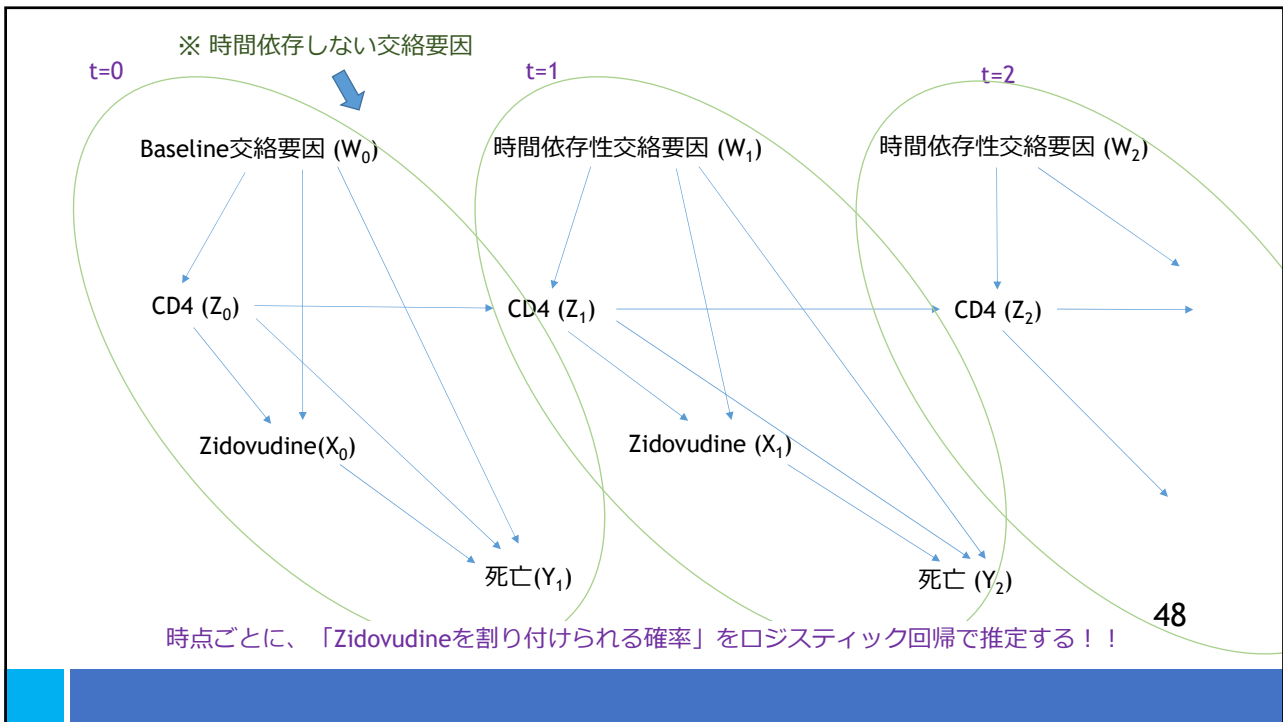 ※ 時間依存しない交絡要因
t=0
t=1
t=2
Baseline交絡要因 (W₀)
時間依存性交絡要因 (W₁)
時間依存性交絡要因 (W₂)
CD4 (Z₀)
CD4 (Z₁)
CD4 (Z₂)
Zidovudine(X₀)
Zidovudine (X₁)
死亡(Y₁)
死亡 (Y₂)
48
時点ごとに、「Zidovudineを割り付けられる確率」をロジスティック回帰で推定する！！